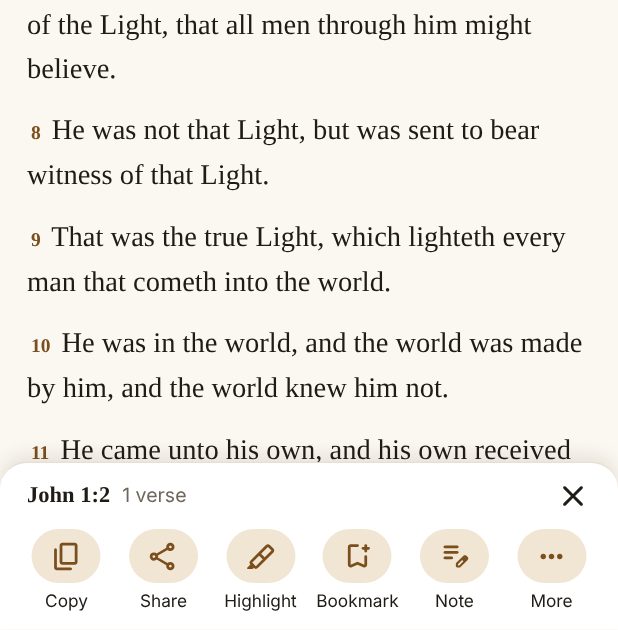 of the Light, that all men through him might
believe.
8 He was not that Light, but was sent to bear
witness of that Light.
9 That was the true Light, which lighteth every
man that cometh into the world.
10 He was in the world, and the world was made
by him, and the world knew him not.
11 He came unto his own, and his own received
John 1:2 1 verse
Copy Share Highlight Bookmark Note More